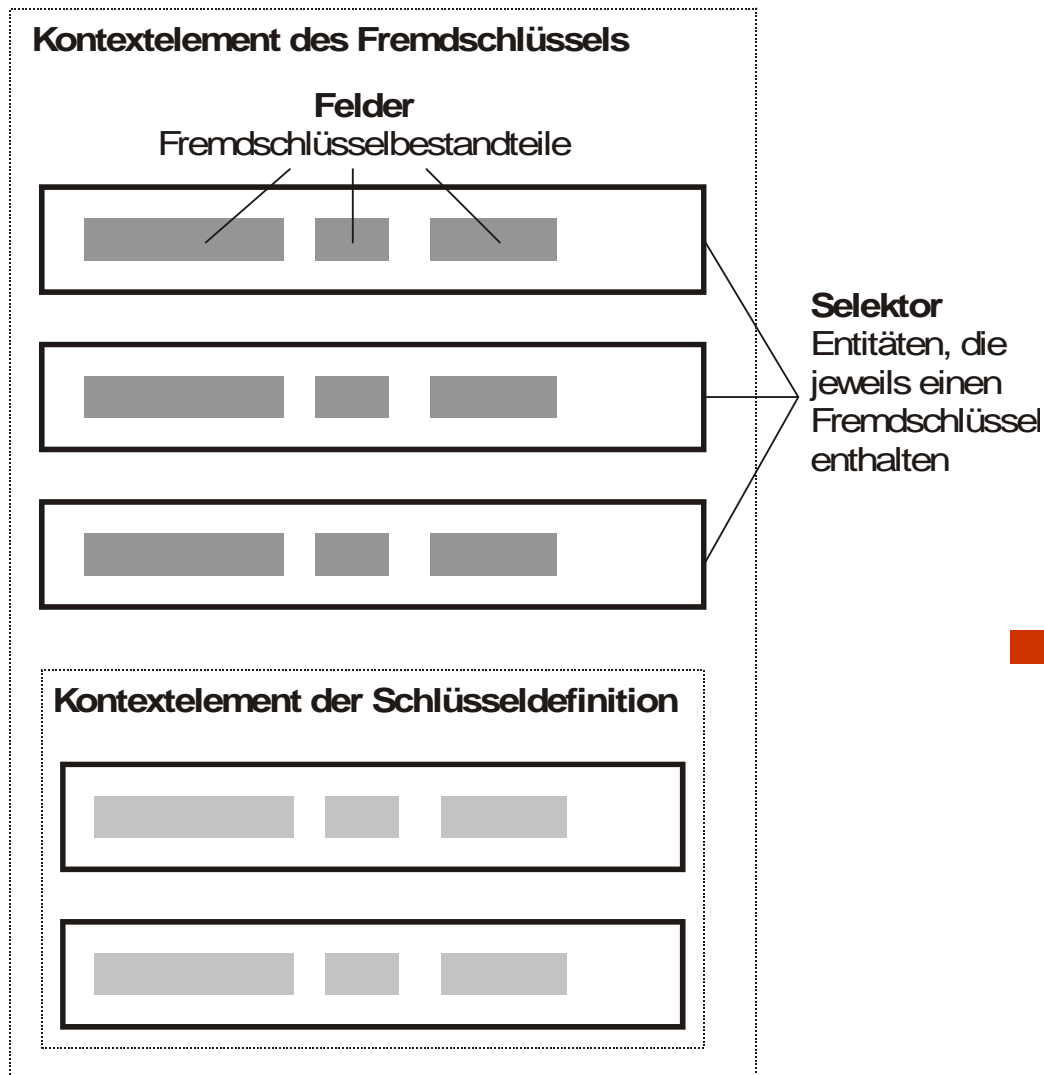 Kontextelement des Fremdschlüssels
Felder
Fremdschlüsselbestandteile
Selektor
Entitäten, die
jeweils einen
Fremdschlüssel
enthalten
Kontextelement der Schlüsseldefinition